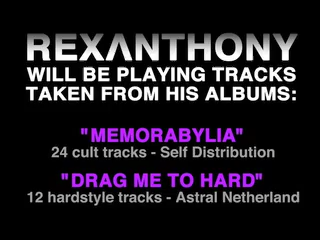 REXΛNTHONY
WILL BE PLAYING TRACKS
TAKEN FROM HIS ALBUMS:
"MEMORABYLIA"
24 cult tracks - Self Distribution
"DRAG ME TO HARD"
12 hardstyle tracks - Astral Netherland